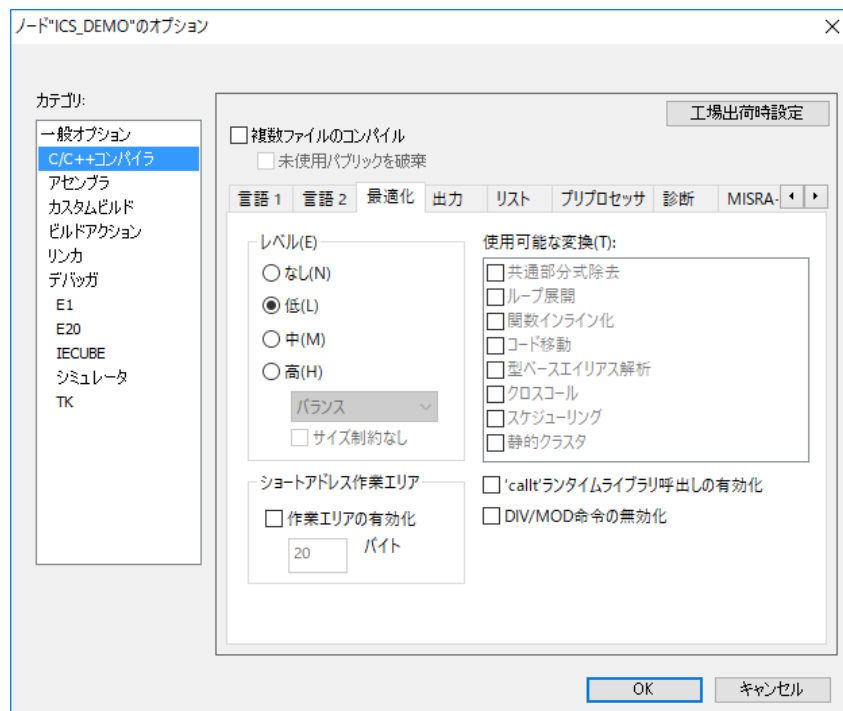 ノード"ICS_DEMO"のオプション
カテゴリ:
一般オプション
C/C++コンパイラ
アセンブラ
カスタムビルド
ビルドアクション
リンカ
デバッガ
E1
E20
IECUBE
シミュレータ
TK
工場出荷時設定
複数ファイルのコンパイル
未使用パブリックを破棄
言語 1 言語 2 最適化 出力 リスト プリプロセッサ 診断 MISRA-
レベル(E)
なし(N)
低(L)
中(M)
高(H)
バランス
サイズ制約なし
使用可能な変換(T):
共通部分式除去
ループ展開
関数インライン化
コード移動
型ベースエイリアス解析
クロスコール
スケジューリング
静的クラスタ
ショートアドレス作業エリア
作業エリアの有効化
20 バイト
'callt'ランタイムライブラリ呼出しの有効化
DIV/MOD命令の無効化
OK キャンセル